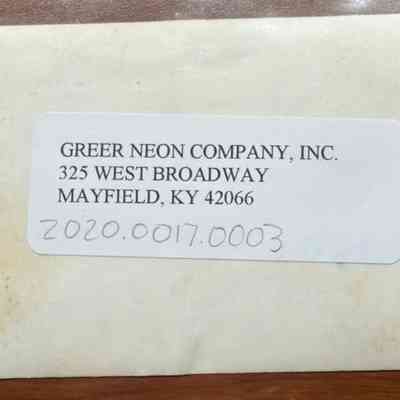 GREER NEON COMPANY, INC.
325 WEST BROADWAY
MAYFIELD, KY 42066
2020.0017.0003